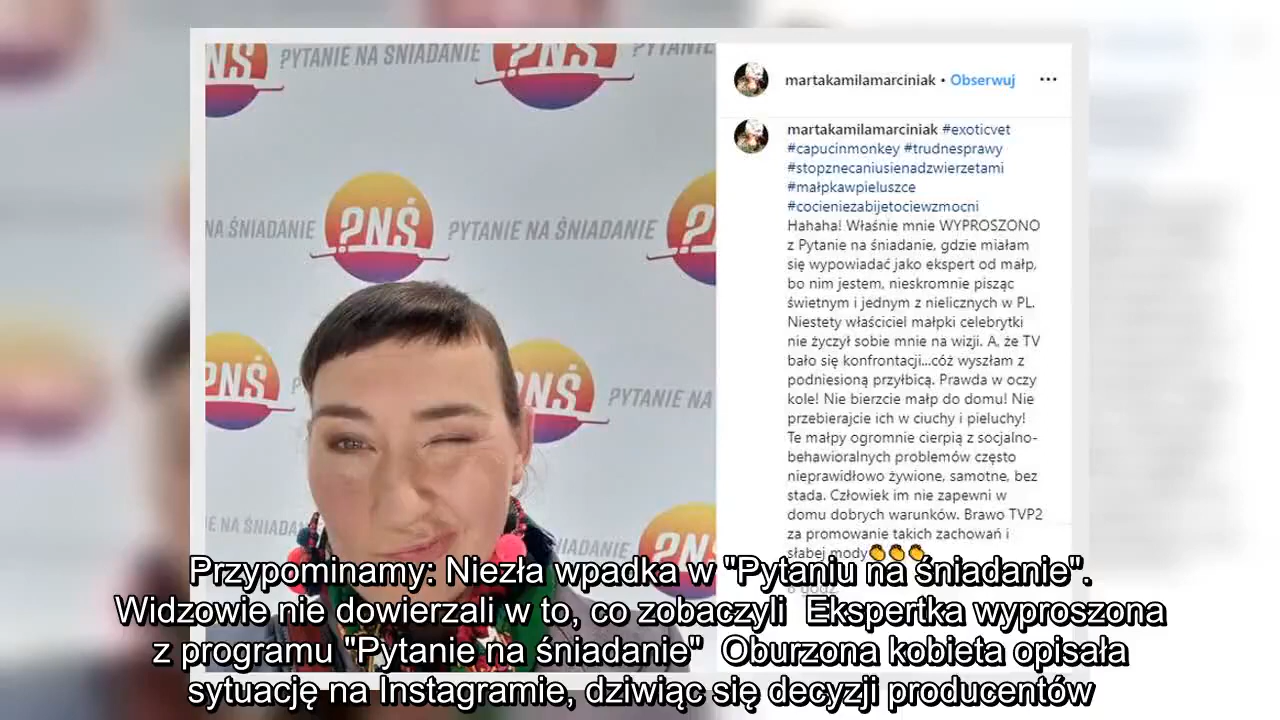 ?NŚ PYTANIE NA ŚNIADANIE ?NŚ PYTANIE
NA ŚNIADANIE ?NŚ PYTANIE NA ŚNIADANIE ?NŚ
?NŚ ?NŚ PYTANIE NA
NIE NA ŚNIADANIE ŚNIADANIE ?NŚ
martakamilamarciniak • Obserwuj •••
martakamilamarciniak #exoticvet
#capucinmonkey #trudnesprawy
#stopznecaniusienadzwierzetami
#małpkawpieluszce
#cocieniezabijetociewzmocni
Hahaha! Właśnie mnie WYPROSZONO
z Pytanie na śniadanie, gdzie miałam
się wypowiadać jako ekspert od małp,
bo nim jestem, nieskromnie pisząc
świetnym i jednym z nielicznych w PL.
Niestety właściciel małpki celebrytki
nie życzył sobie mnie na wizji. A, że TV
bało się konfrontacji...cóż wyszłam z
podniesioną przyłbicą. Prawda w oczy
kole! Nie bierzcie małp do domu! Nie
przebierajcie ich w ciuchy i pieluchy!
Te małpy ogromnie cierpią z socjalno-
behawioralnych problemów często
nieprawidłowo żywione, samotne, bez
stada. Człowiek im nie zapewni w
domu dobrych warunków. Brawo TVP2
za promowanie takich zachowań i
słabej mody👏👏👏
8 godz.
Przypominamy: Niezła wpadka w "Pytaniu na śniadanie".
Widzowie nie dowierzali w to, co zobaczyli Ekspertka wyproszona
z programu "Pytanie na śniadanie" Oburzona kobieta opisała
sytuację na Instagramie, dziwiąc się decyzji producentów